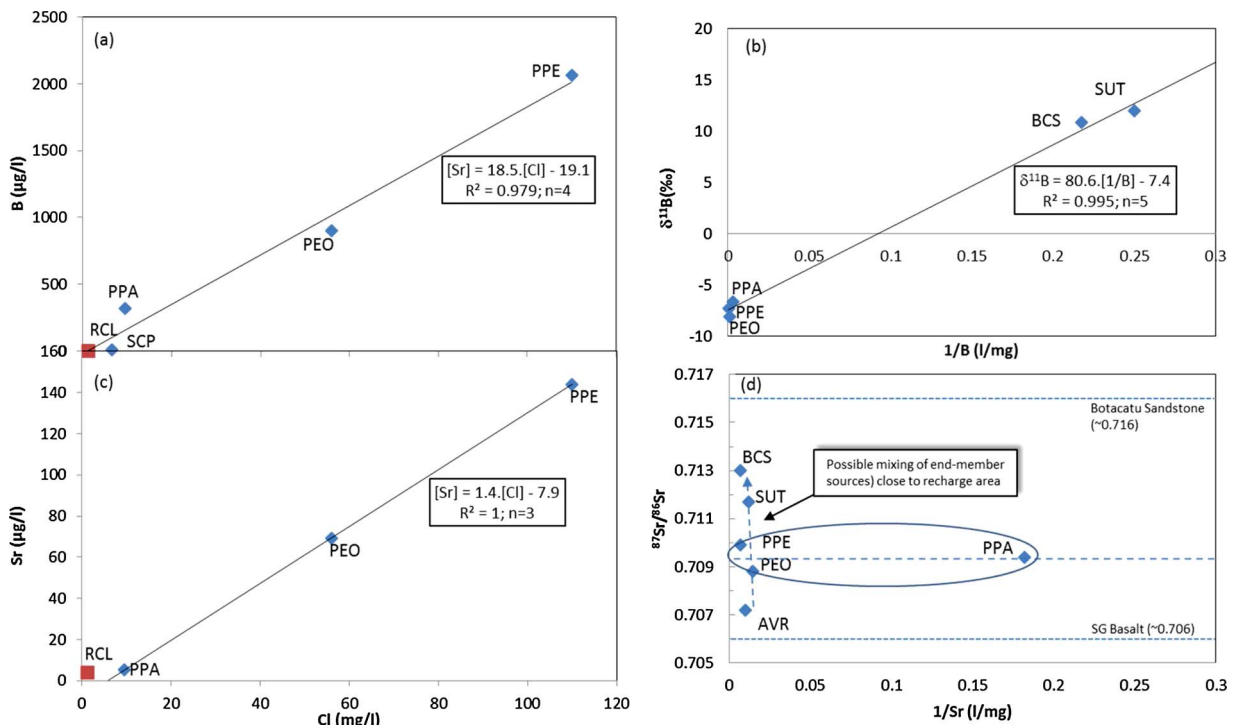 2500
2000
1500
1000
500
B (µg/l)
(a)
PPE
[Sr] = 18.5.[Cl] - 19.1
R² = 0.979; n=4
PEO
PPA
RCL
SCP
20
15
10
5
0
-5
-10
δ¹¹B(‰)
(b)
SUT
BCS
δ¹¹B = 80.6.[1/B] - 7.4
R² = 0.995; n=5
0 0.05 0.1 0.15 0.2 0.25 0.3
PPA
PPE
PEO
1/B (l/mg)
160
140
120
100
80
60
40
20
0
Sr (µg/l)
(c)
PPE
[Sr] = 1.4.[Cl] - 7.9
R² = 1; n=3
PEO
RCL
PPA
0 20 40 60 80 100 120
Cl (mg/l)
0.717
0.715
0.713
0.711
0.709
0.707
0.705
⁸⁷Sr/⁸⁶Sr
(d)
Botacatu Sandstone
(~0.716)
BCS
Possible mixing of end-member
sources) close to recharge area
SUT
PPE
PPA
PEO
AVR
SG Basalt (~0.706)
0 0.05 0.1 0.15 0.2 0.25 0.3
1/Sr (l/mg)